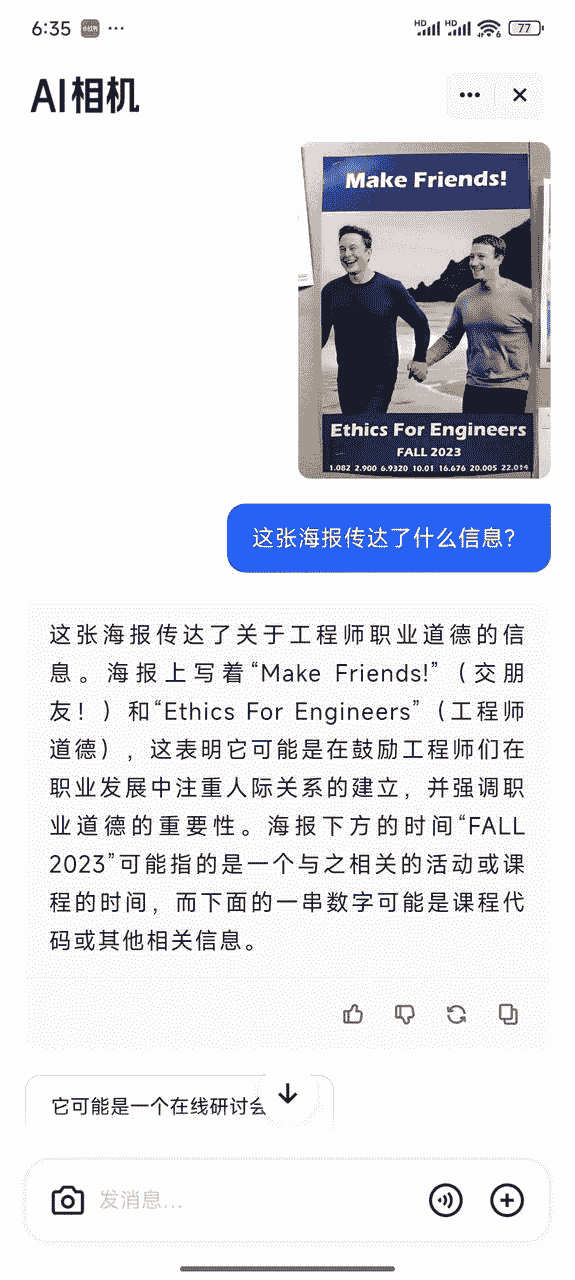 6:35
小红书
HD HD 6 77
AI相机
Make Friends!
Ethics For Engineers
FALL 2023
1.082 2.900 6.9320 10.01 16.676 20.005 22.014
这张海报传达了什么信息？
这张海报传达了关于工程师职业道德的信
息。海报上写着“Make Friends!”（交朋
友！）和“Ethics For Engineers”（工程师
道德），这表明它可能是在鼓励工程师们在
职业发展中注重人际关系的建立，并强调职
业道德的重要性。海报下方的时间“FALL
2023”可能指的是一个与之相关的活动或课
程的时间，而下面的一串数字可能是课程代
码或其他相关信息。
它可能是一个在线研讨会
发消息...